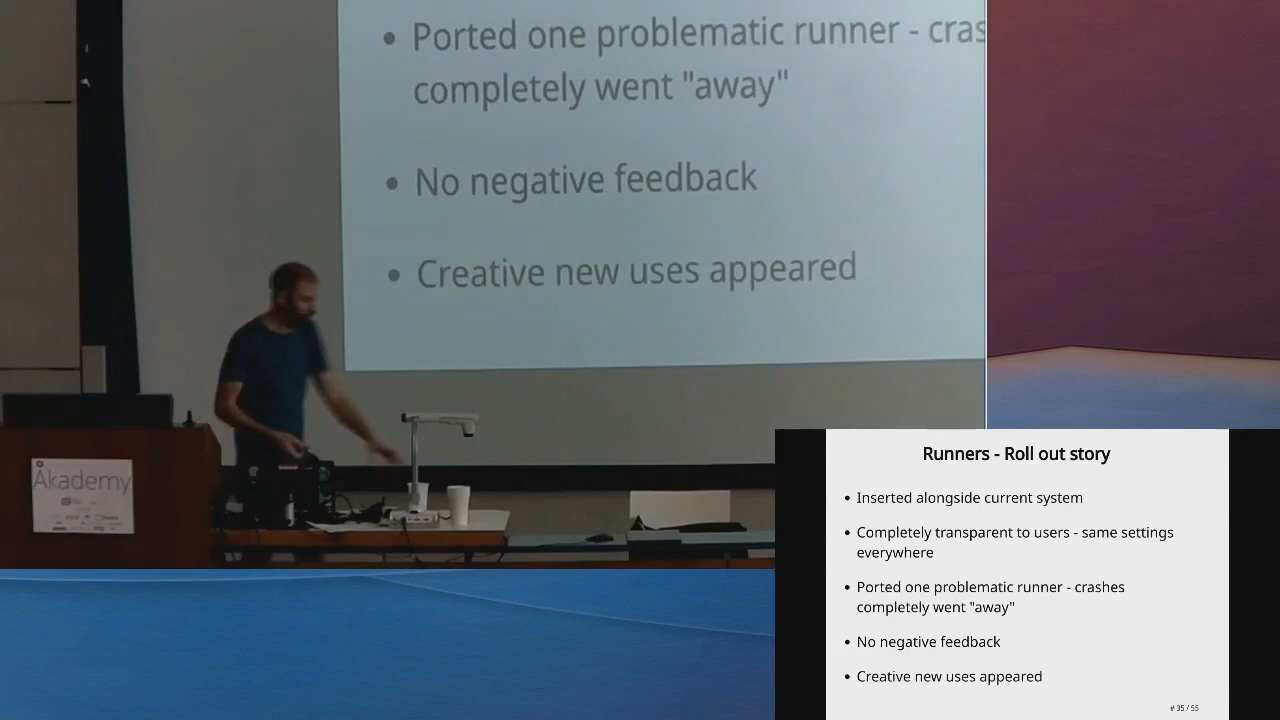 • Ported one problematic runner - cras
completely went "away"
• No negative feedback
• Creative new uses appeared
Akademy
Runners - Roll out story
• Inserted alongside current system
• Completely transparent to users - same settings
everywhere
• Ported one problematic runner - crashes
completely went "away"
• No negative feedback
• Creative new uses appeared
# 35 / 55